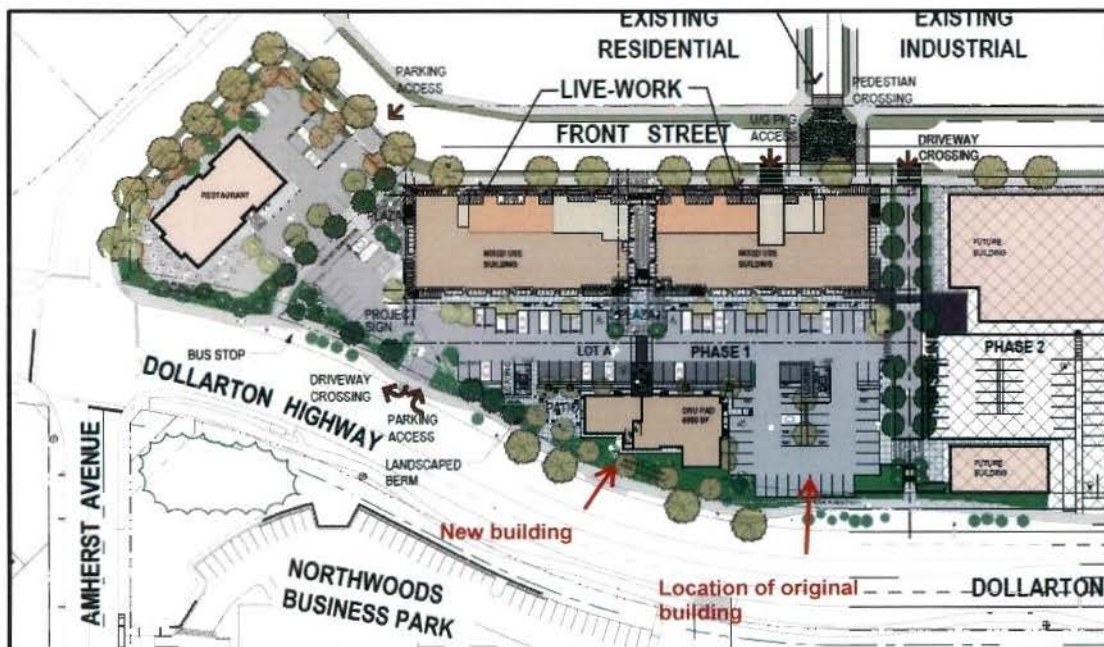 EXISTING
RESIDENTIAL
EXISTING
INDUSTRIAL
PARKING
ACCESS
LIVE-WORK
PEDESTIAN
CROSSING
FRONT STREET
U/G PKG
ACCESS
DRIVEWAY
CROSSING
RESTAURANT
PLAZA
MIXED USE
BUILDING
MIXED USE
BUILDING
FUTURE
BUILDING
PROJECT
SIGN
PLAZA
LOT A
PHASE 1
PHASE 2
BUS STOP
DOLLARTON HIGHWAY
DRIVEWAY
CROSSING
PARKING
ACCESS
LANDSCAPED
BERM
CRU PAD
FUTURE
BUILDING
AMHERST AVENUE
New building
Location of original
building
DOLLARTON
NORTHWOODS
BUSINESS PARK